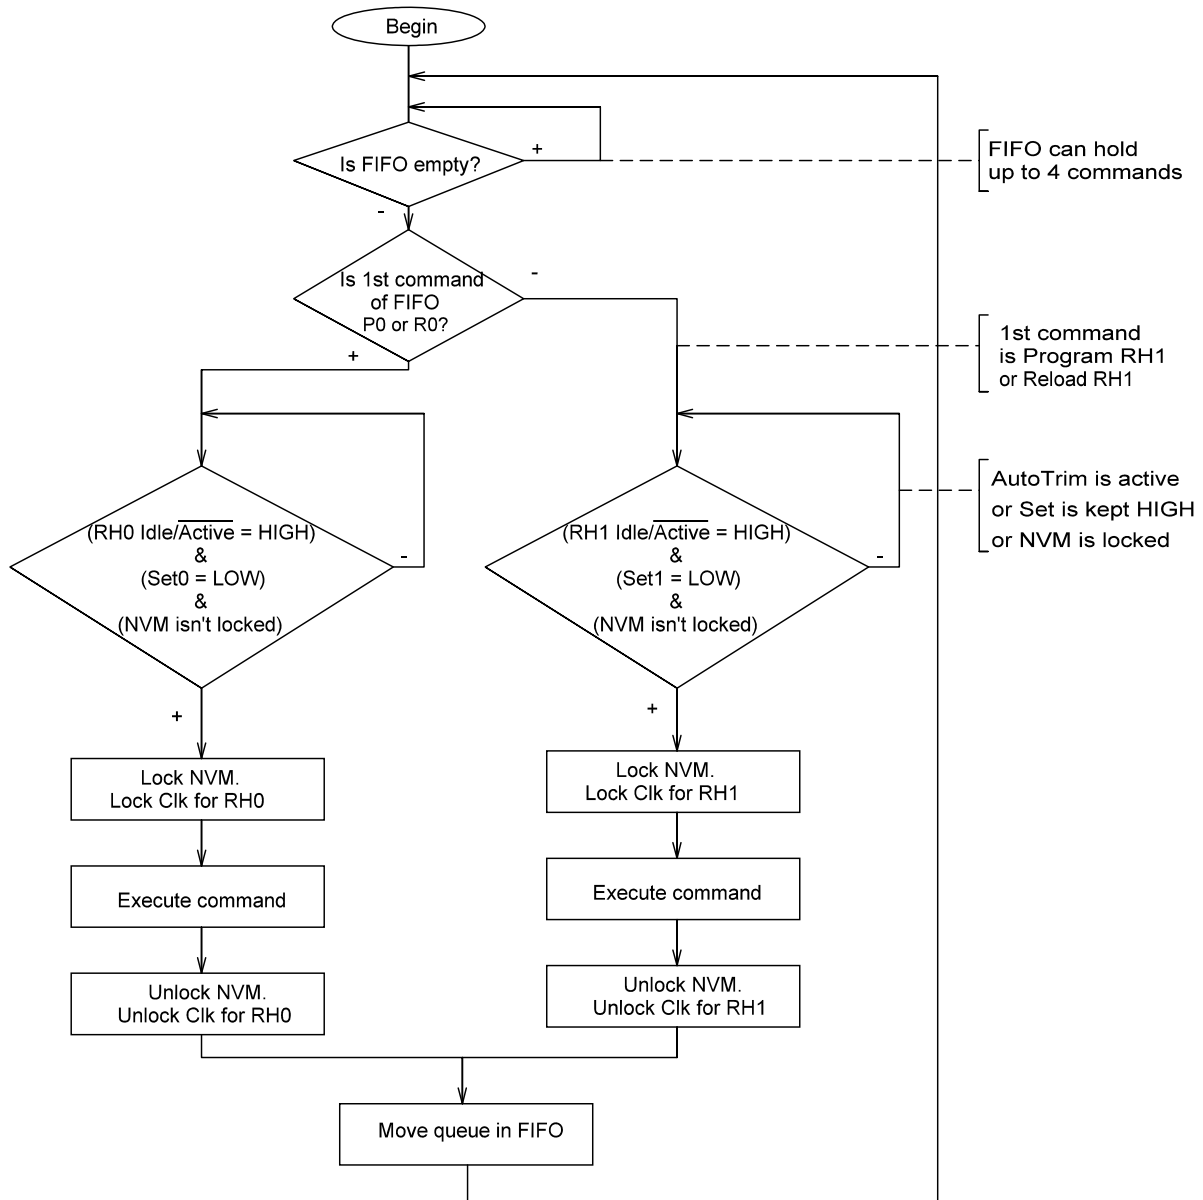 Begin
Is FIFO empty?
+
-
FIFO can hold
up to 4 commands
Is 1st command
of FIFO
P0 or R0?
-
+
1st command
is Program RH1
or Reload RH1
(RH0 Idle/Active = HIGH)
&
(Set0 = LOW)
&
(NVM isn't locked)
-
+
(RH1 Idle/Active = HIGH)
&
(Set1 = LOW)
&
(NVM isn't locked)
-
+
AutoTrim is active
or Set is kept HIGH
or NVM is locked
Lock NVM.
Lock Clk for RH0
Lock NVM.
Lock Clk for RH1
Execute command
Execute command
Unlock NVM.
Unlock Clk for RH0
Unlock NVM.
Unlock Clk for RH1
Move queue in FIFO